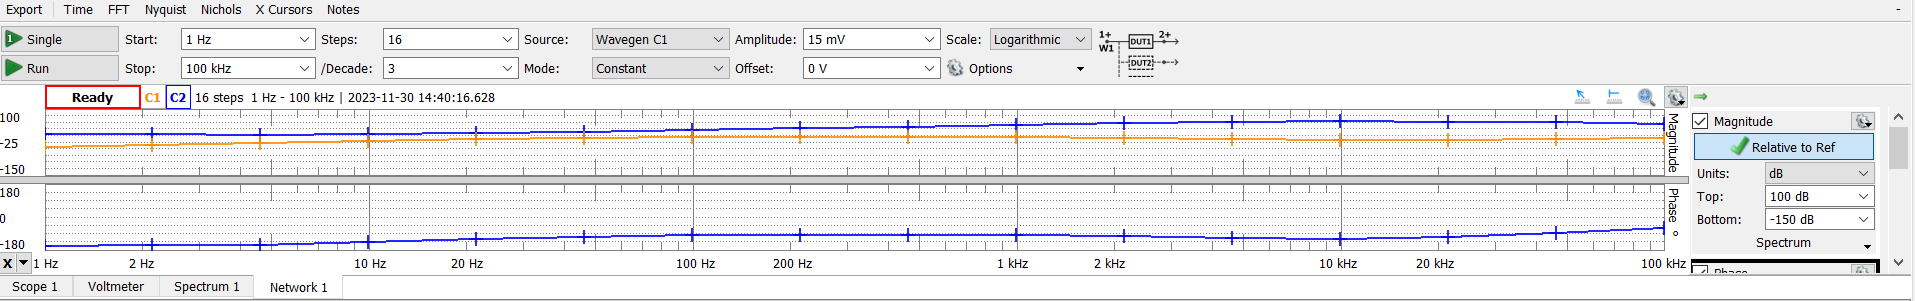 Export Time FFT Nyquist Nichols X Cursors Notes -
1 Single Start: 1 Hz Steps: 16 Source: Wavegen C1 Amplitude: 15 mV Scale: Logarithmic 1+ W1 DUT1 2+
Run Stop: 100 kHz /Decade: 3 Mode: Constant Offset: 0 V Options DUT2
Ready C1 C2 16 steps 1 Hz - 100 kHz | 2023-11-30 14:40:16.628
100
-25
-150
Magnitude
180
0
-180
Phase °
X 1 Hz 2 Hz 10 Hz 20 Hz 100 Hz 200 Hz 1 kHz 2 kHz 10 kHz 20 kHz 100 kHz
Magnitude
Relative to Ref
Units: dB
Top: 100 dB
Bottom: -150 dB
Spectrum
Phase
Scope 1 Voltmeter Spectrum 1 Network 1